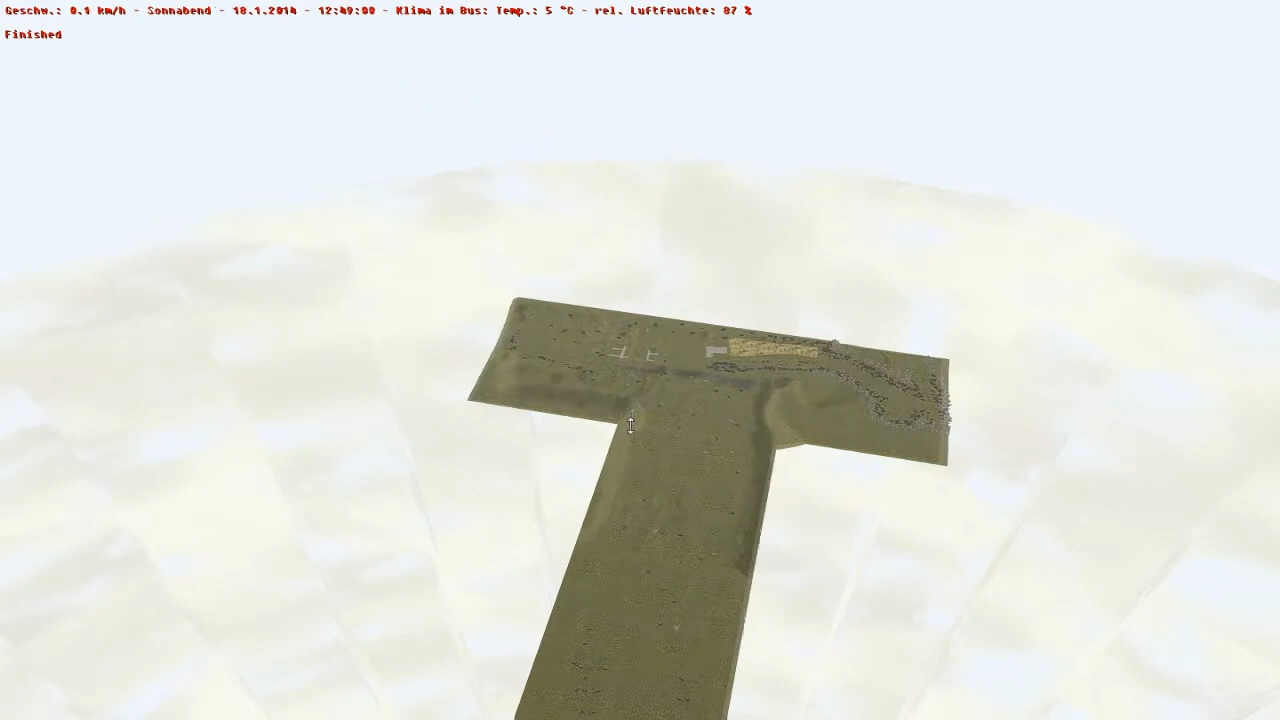 Geschw.: 0.1 km/h - Sonnabend - 18.1.2014 - 12:49:00 - Klima im Bus: Temp.: 5 °C - rel. Luftfeuchte: 87 %
Finished